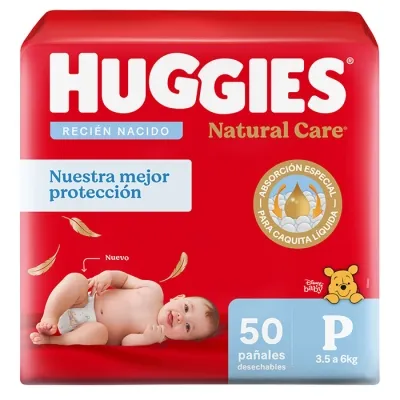 HUGGIES
RECIÉN NACIDO
Natural Care®
Nuestra mejor
protección
ABSORCIÓN ESPECIAL
PARA CAQUITA LÍQUIDA
Nuevo
Disney
baby
50
pañales
desechables
P
3.5 a 6kg